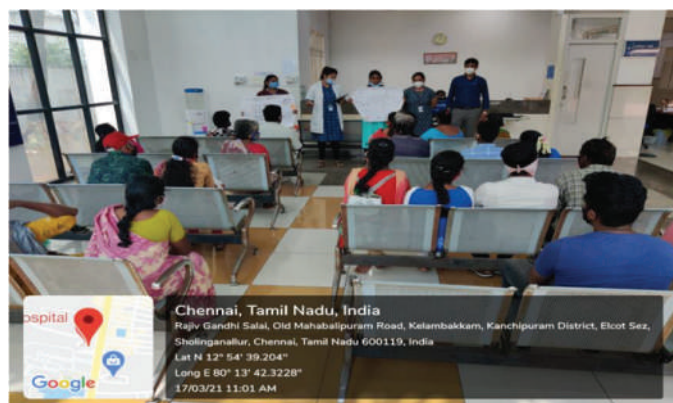 ospital
Google
Chennai, Tamil Nadu, India
Rajiv Gandhi Salai, Old Mahabalipuram Road, Kelambakkam, Kanchipuram District, Elcot Sez,
Sholinganallur, Chennai, Tamil Nadu 600119, India
Lat N 12° 54' 39.204"
Long E 80° 13' 42.3228"
17/03/21 11:01 AM